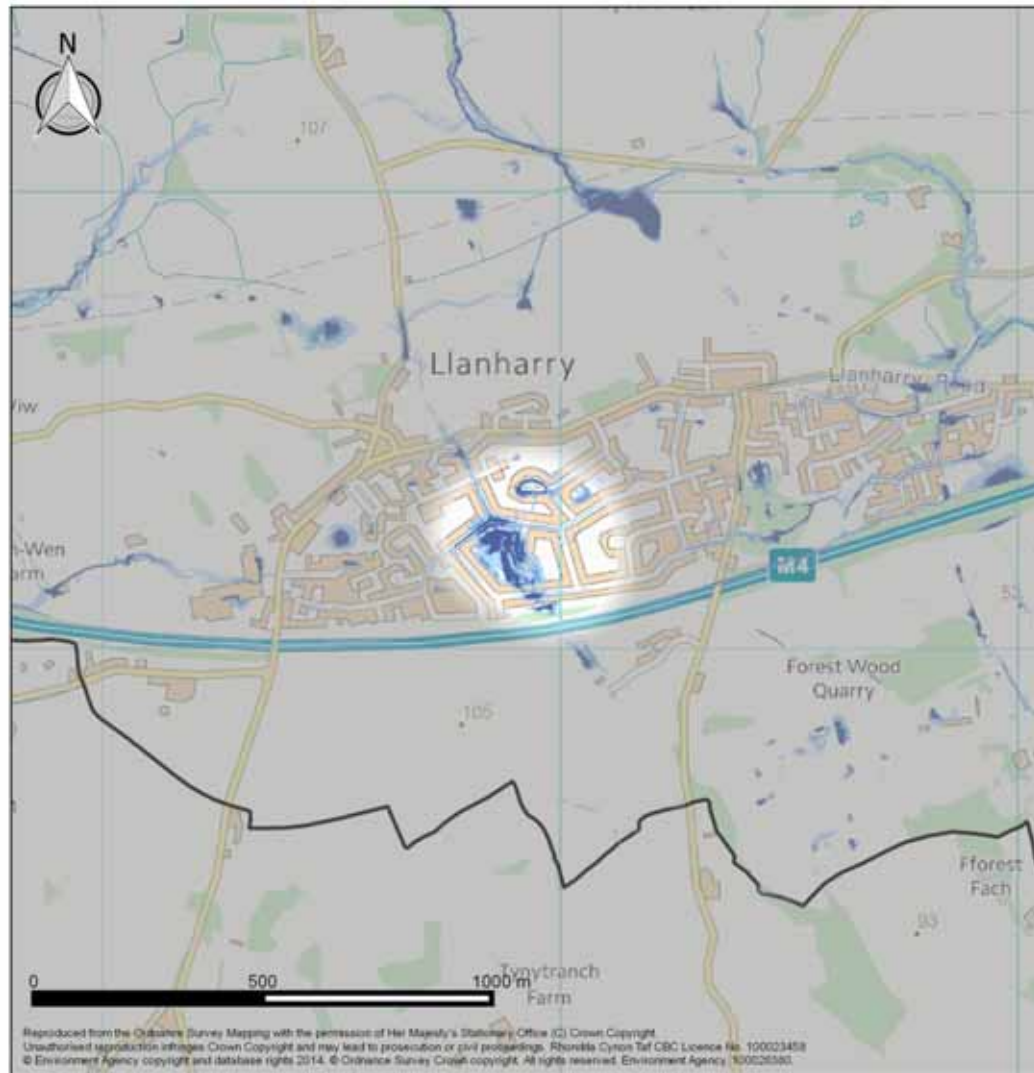 N
107
Llanharry
Llanharry Road
M4
Forest Wood
Quarry
105
Fforest
Fach
93
Tynytranch
Farm
0 500 1000 m
Reproduced from the Ordnance Survey Mapping with the permission of Her Majesty's Stationary Office (C) Crown Copyright.
Unauthorised reproduction infringes Crown Copyright and may lead to prosecution or civil proceedings. Rhondda Cynon Taf CBC Licence No. 100023458
© Environment Agency copyright and database rights 2014. © Ordnance Survey Crown copyright. All rights reserved. Environment Agency, 100026380.